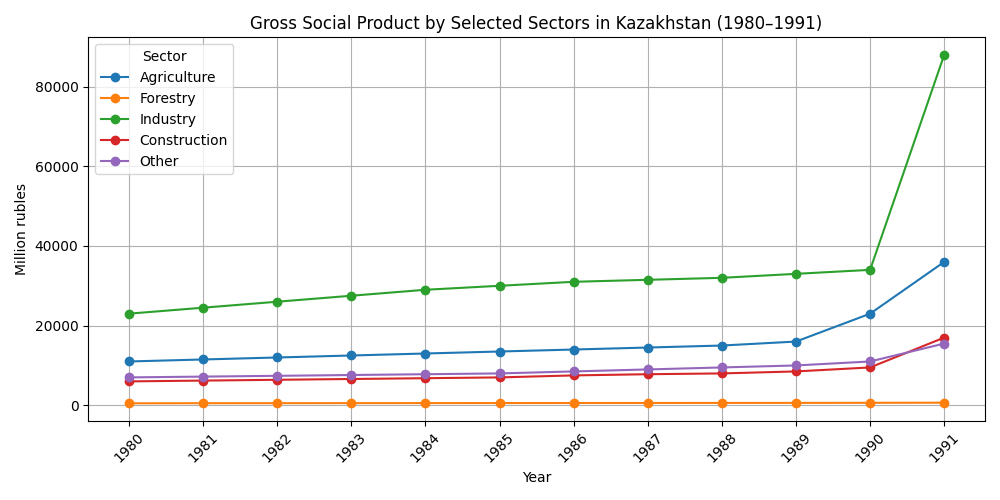 Gross Social Product by Selected Sectors in Kazakhstan (1980–1991)
Sector
Agriculture
Forestry
Industry
Construction
Other
80000
60000
40000
20000
0
Million rubles
1980 1981 1982 1983 1984 1985 1986 1987 1988 1989 1990 1991
Year